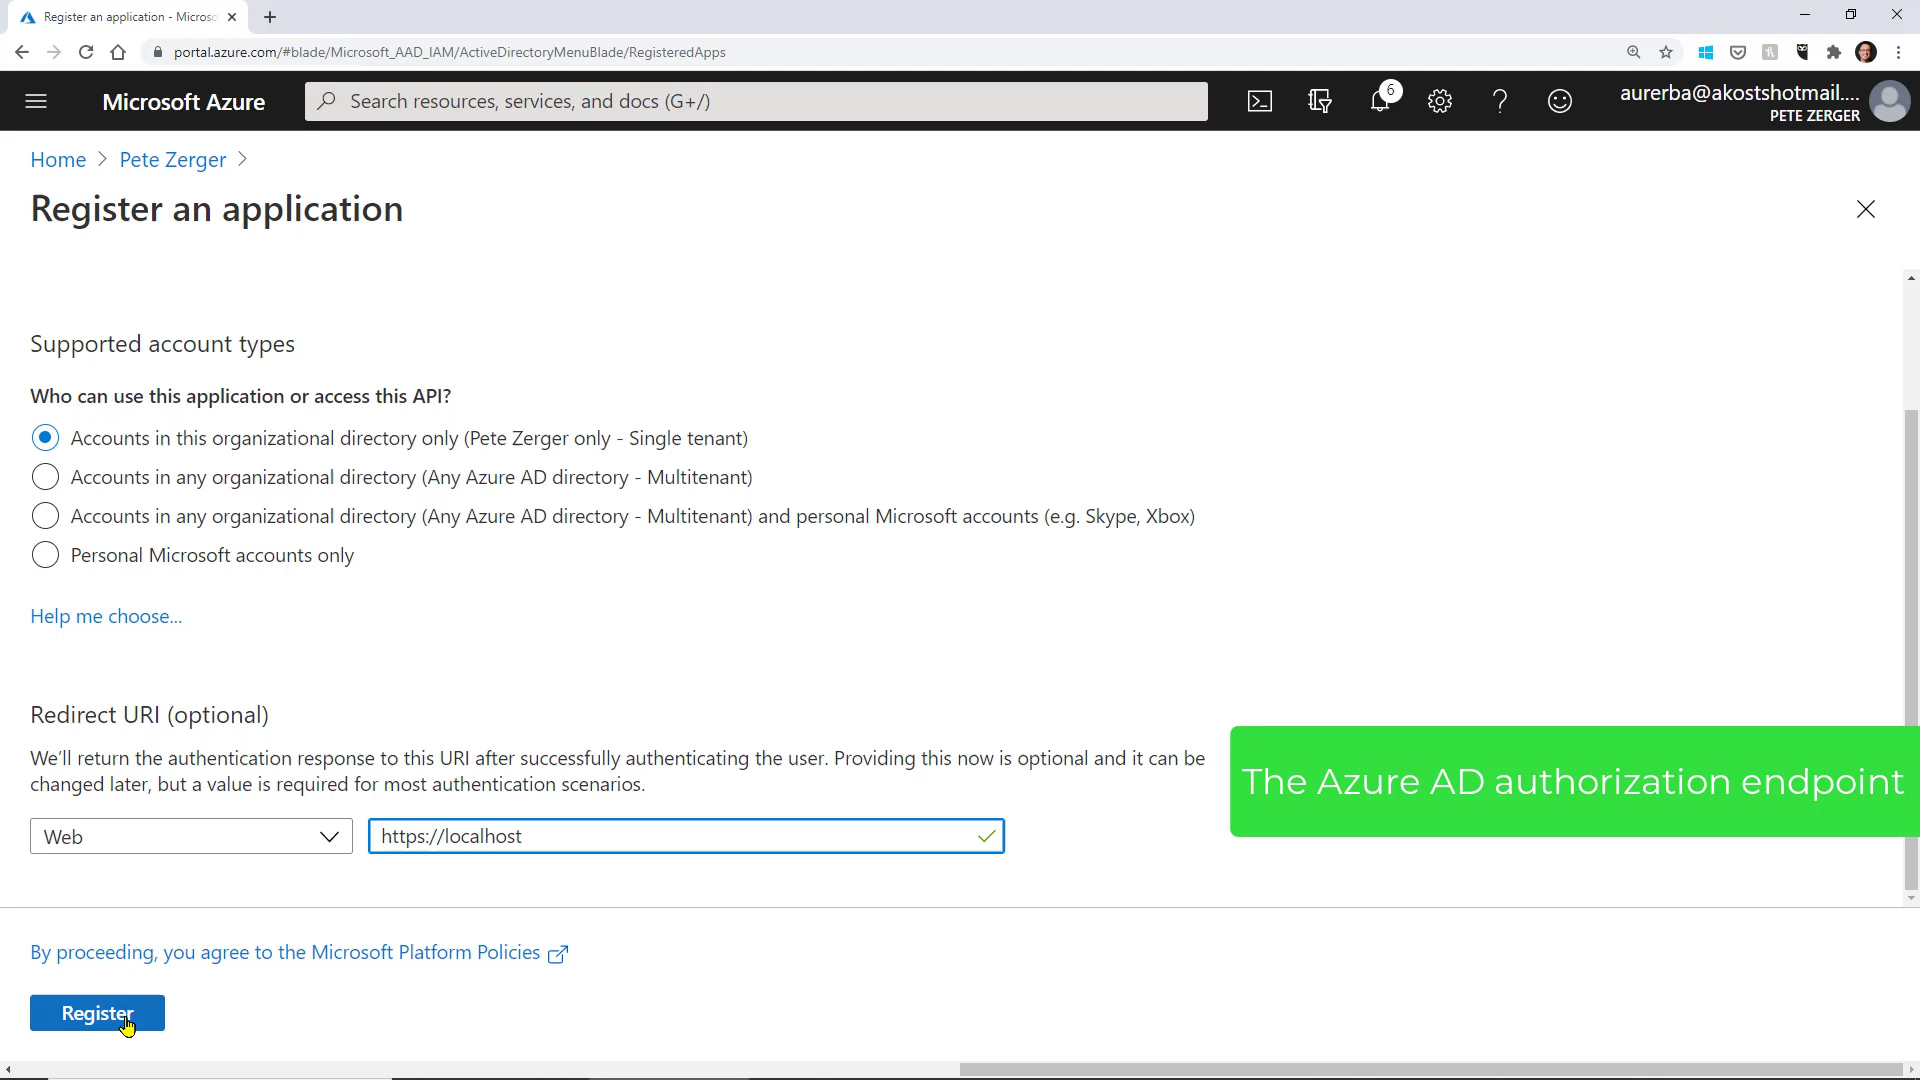 Register an application - Micros
portal.azure.com/#blade/Microsoft_AAD_IAM/ActiveDirectoryMenuBlade/RegisteredApps
Microsoft Azure
Search resources, services, and docs (G+/)
6
aurerba@akostshotmail....
PETE ZERGER
Home > Pete Zerger >
Register an application
Supported account types
Who can use this application or access this API?
Accounts in this organizational directory only (Pete Zerger only - Single tenant)
Accounts in any organizational directory (Any Azure AD directory - Multitenant)
Accounts in any organizational directory (Any Azure AD directory - Multitenant) and personal Microsoft accounts (e.g. Skype, Xbox)
Personal Microsoft accounts only
Help me choose...
Redirect URI (optional)
We'll return the authentication response to this URI after successfully authenticating the user. Providing this now is optional and it can be
changed later, but a value is required for most authentication scenarios.
The Azure AD authorization endpoint
Web
https://localhost
By proceeding, you agree to the Microsoft Platform Policies
Register